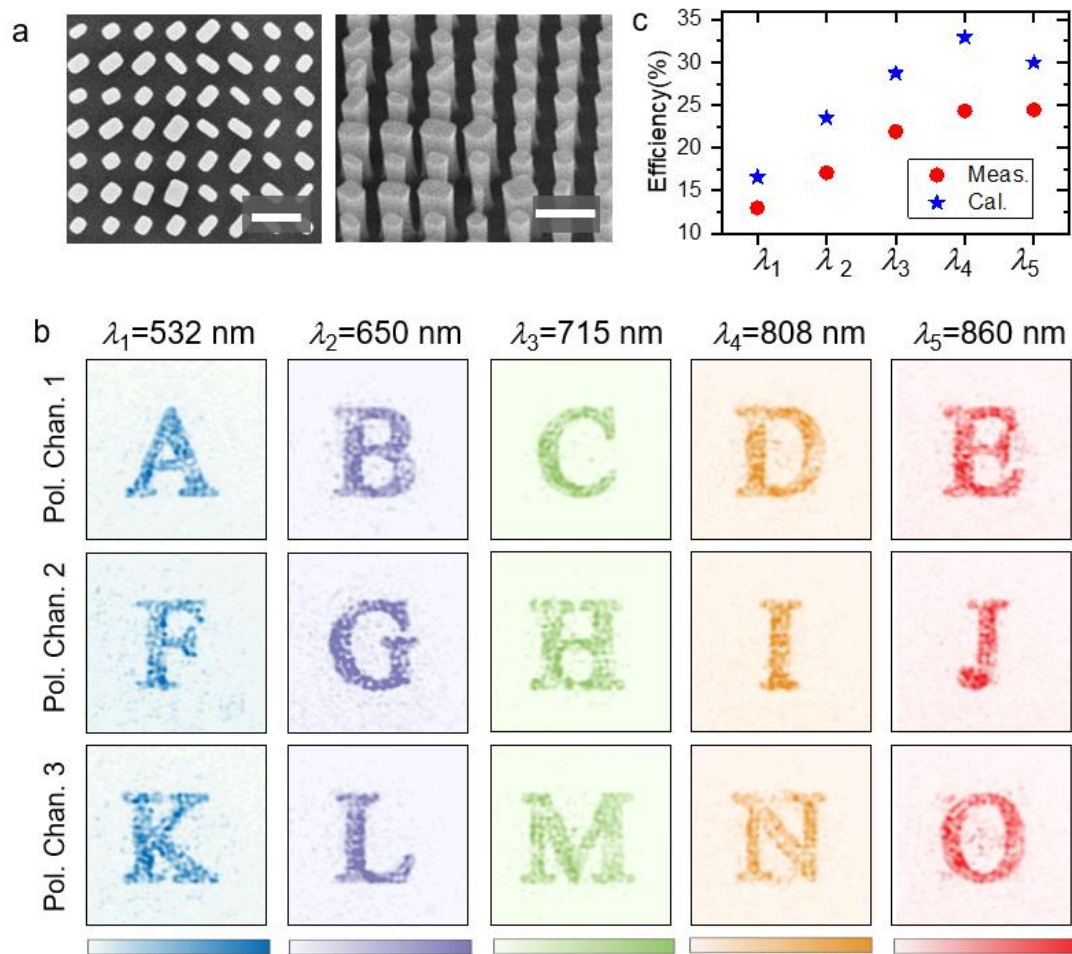 a
c
Efficiency(%)
35
30
25
20
15
10
Meas.
Cal.
λ1 λ2 λ3 λ4 λ5
b
λ1=532 nm λ2=650 nm λ3=715 nm λ4=808 nm λ5=860 nm
Pol. Chan. 1
A B C D E
Pol. Chan. 2
F G H I J
Pol. Chan. 3
K L M N O